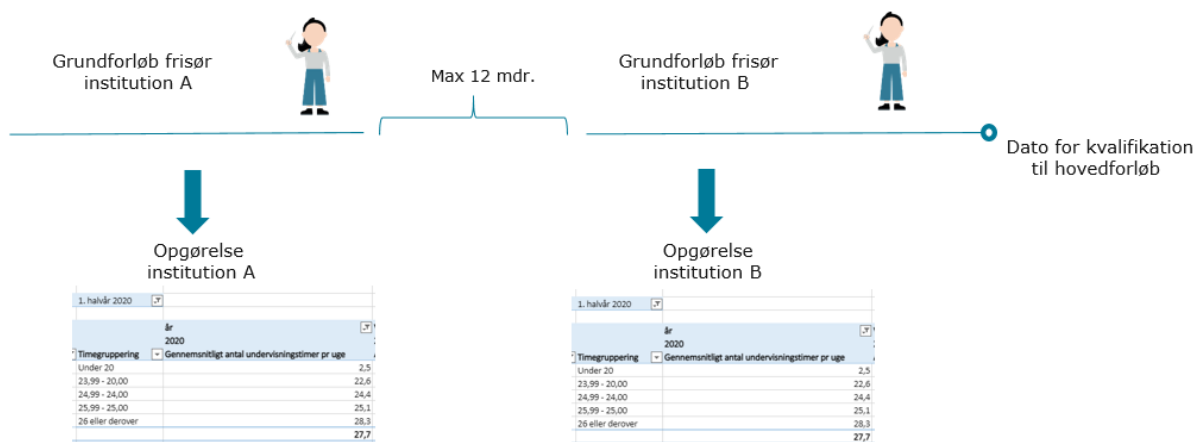 Grundforløb frisør
institution A
Max 12 mdr.
Grundforløb frisør
institution B
Dato for kvalifikation
til hovedforløb
Opgørelse
institution A
1. halvår 2020
år
2020
Timegruppering Gennemsnitligt antal undervisningstimer pr uge
Under 20 2,5
23,99 - 20,00 22,6
24,99 - 24,00 24,4
25,99 - 25,00 25,1
26 eller derover 28,3
27,7
Opgørelse
institution B
1. halvår 2020
år
2020
Timegruppering Gennemsnitligt antal undervisningstimer pr uge
Under 20 2,5
23,99 - 20,00 22,6
24,99 - 24,00 24,4
25,99 - 25,00 25,1
26 eller derover 28,3
27,7